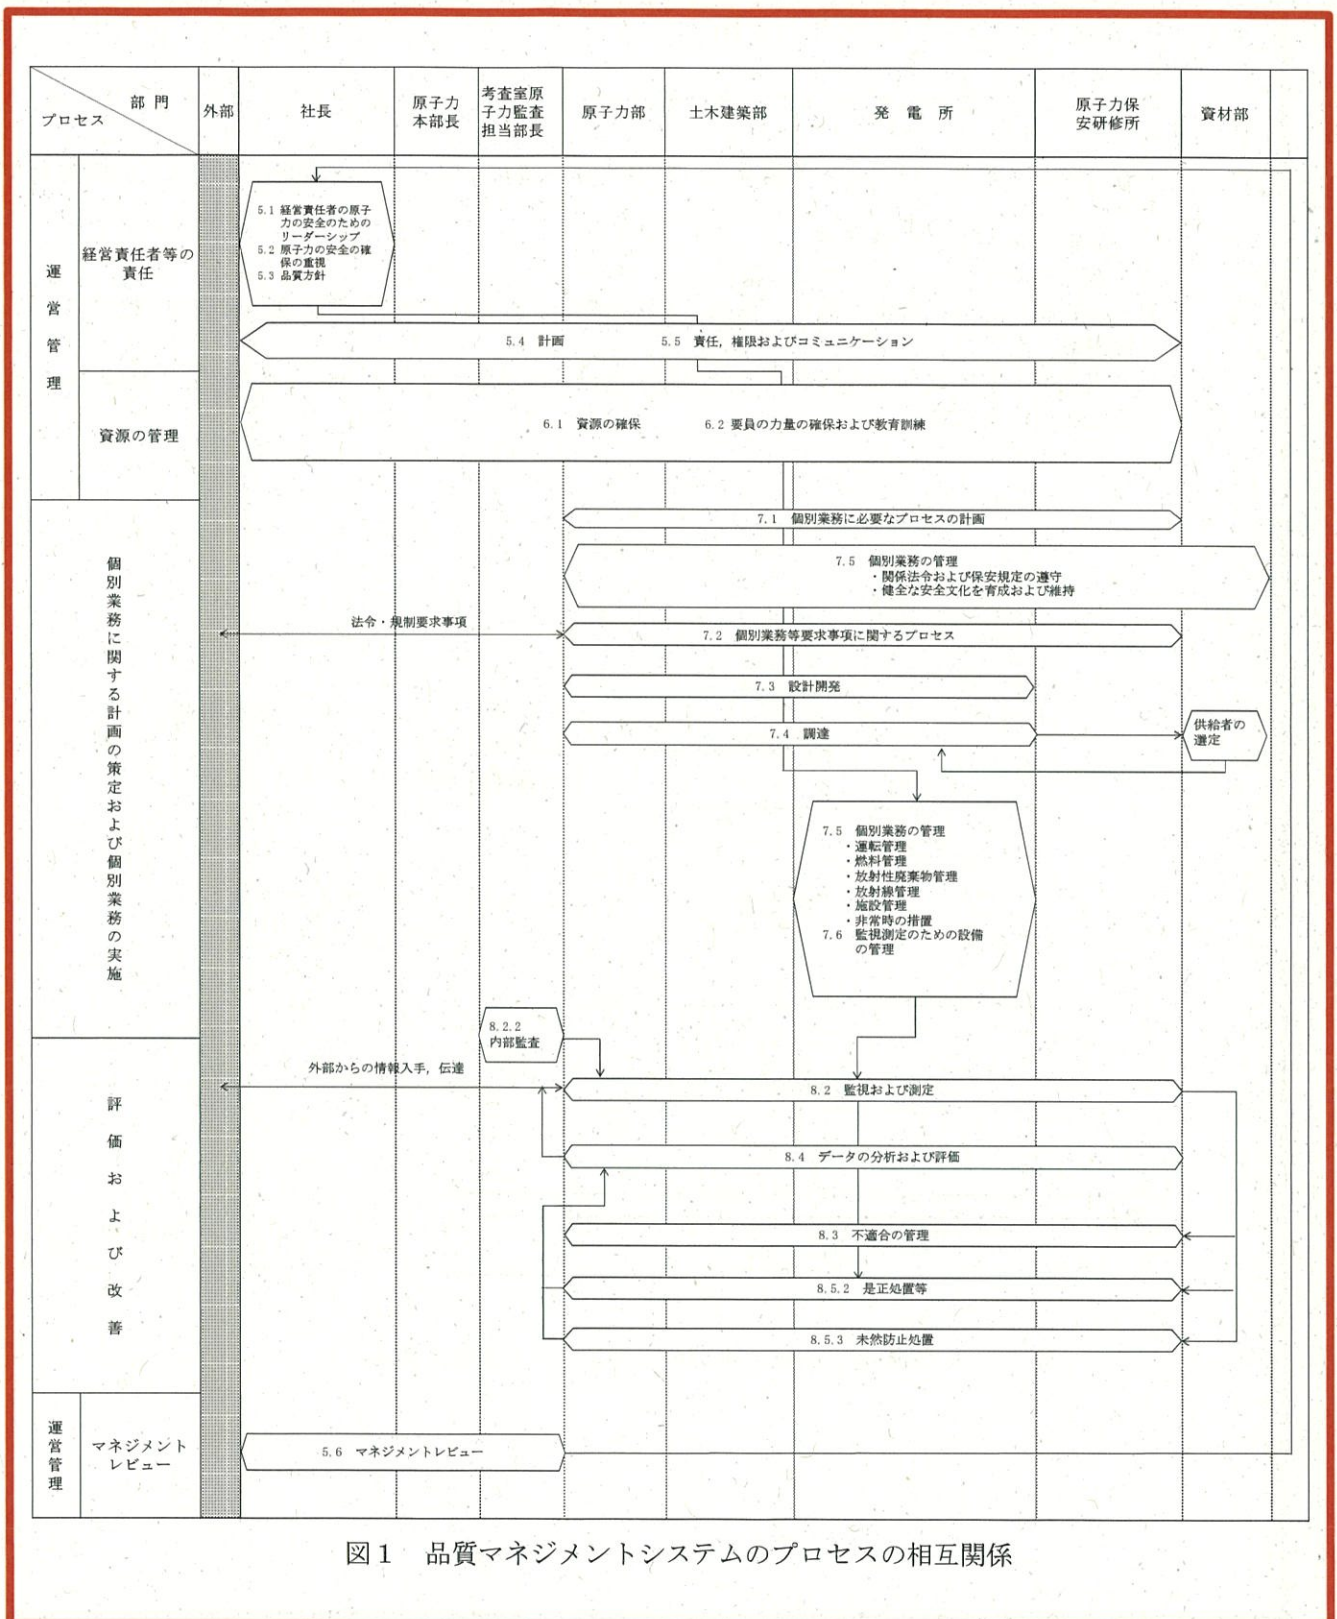 部門
プロセス
外部
社長
原子力
本部長
考査室原
子力監査
担当部長
原子力部
土木建築部
発電所
原子力保
安研修所
資材部
運営管理
経営責任者等の
責任
5.1 経営責任者の原子
力の安全のための
リーダーシップ
5.2 原子力の安全の確
保の重視
5.3 品質方針
5.4 計画
5.5 責任，権限およびコミュニケーション
資源の管理
6.1 資源の確保
6.2 要員の力量の確保および教育訓練
個別業務に関する計画の策定および個別業務の実施
7.1 個別業務に必要なプロセスの計画
7.5 個別業務の管理
・関係法令および保安規定の遵守
・健全な安全文化を育成および維持
法令・規制要求事項
7.2 個別業務等要求事項に関するプロセス
7.3 設計開発
7.4 調達
供給者の
選定
7.5 個別業務の管理
・運転管理
・燃料管理
・放射性廃棄物管理
・放射線管理
・施設管理
・非常時の措置
7.6 監視測定のための設備
の管理
評価および改善
8.2.2
内部監査
外部からの情報入手，伝達
8.2 監視および測定
8.4 データの分析および評価
8.3 不適合の管理
8.5.2 是正処置等
8.5.3 未然防止処置
運営管理
マネジメント
レビュー
5.6 マネジメントレビュー
図１ 品質マネジメントシステムのプロセスの相互関係